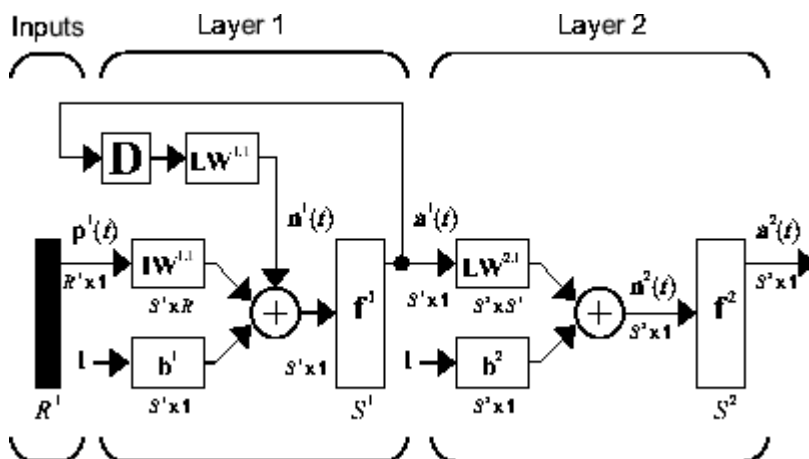 Inputs Layer 1 Layer 2
D LW¹,¹
p¹(t) n¹(t) a¹(t) a²(t)
IW¹,¹ LW²,¹ n²(t)
R¹x1 S¹xR f¹ S¹x1 S²xS¹ f² S²x1
+ +
1 b¹ S¹x1 1 b² S²x1
S¹x1 S²x1
R¹ S¹ S²